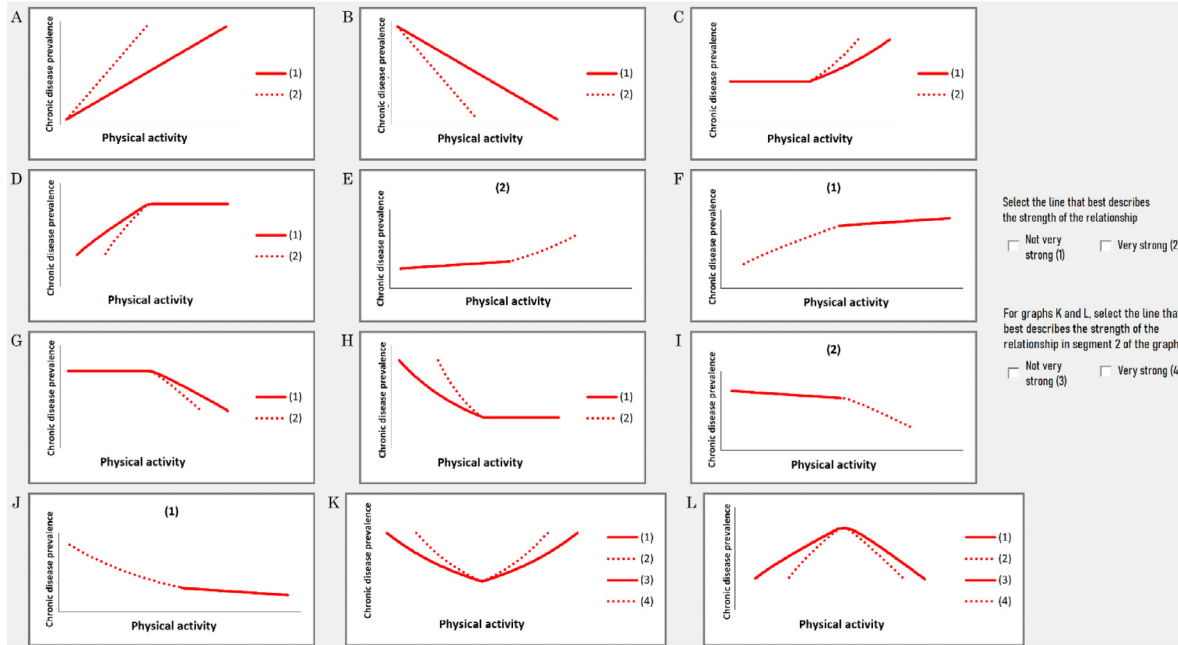 A
Chronic disease prevalence
(1)
(2)
Physical activity
B
Chronic disease prevalence
(1)
(2)
Physical activity
C
Chronic disease prevalence
(1)
(2)
Physical activity
D
Chronic disease prevalence
(1)
(2)
Physical activity
E
(2)
Chronic disease prevalence
Physical activity
F
(1)
Chronic disease prevalence
Physical activity
Select the line that best describes
the strength of the relationship
Not very
strong (1)
Very strong (2
For graphs K and L, select the line tha
best describes the strength of the
relationship in segment 2 of the graph
Not very
strong (3)
Very strong (4
G
Chronic disease prevalence
(1)
(2)
Physical activity
H
Chronic disease prevalence
(1)
(2)
Physical activity
I
(2)
Chronic disease prevalence
Physical activity
J
(1)
Chronic disease prevalence
Physical activity
K
Chronic disease prevalence
(1)
(2)
(3)
(4)
Physical activity
L
Chronic disease prevalence
(1)
(2)
(3)
(4)
Physical activity